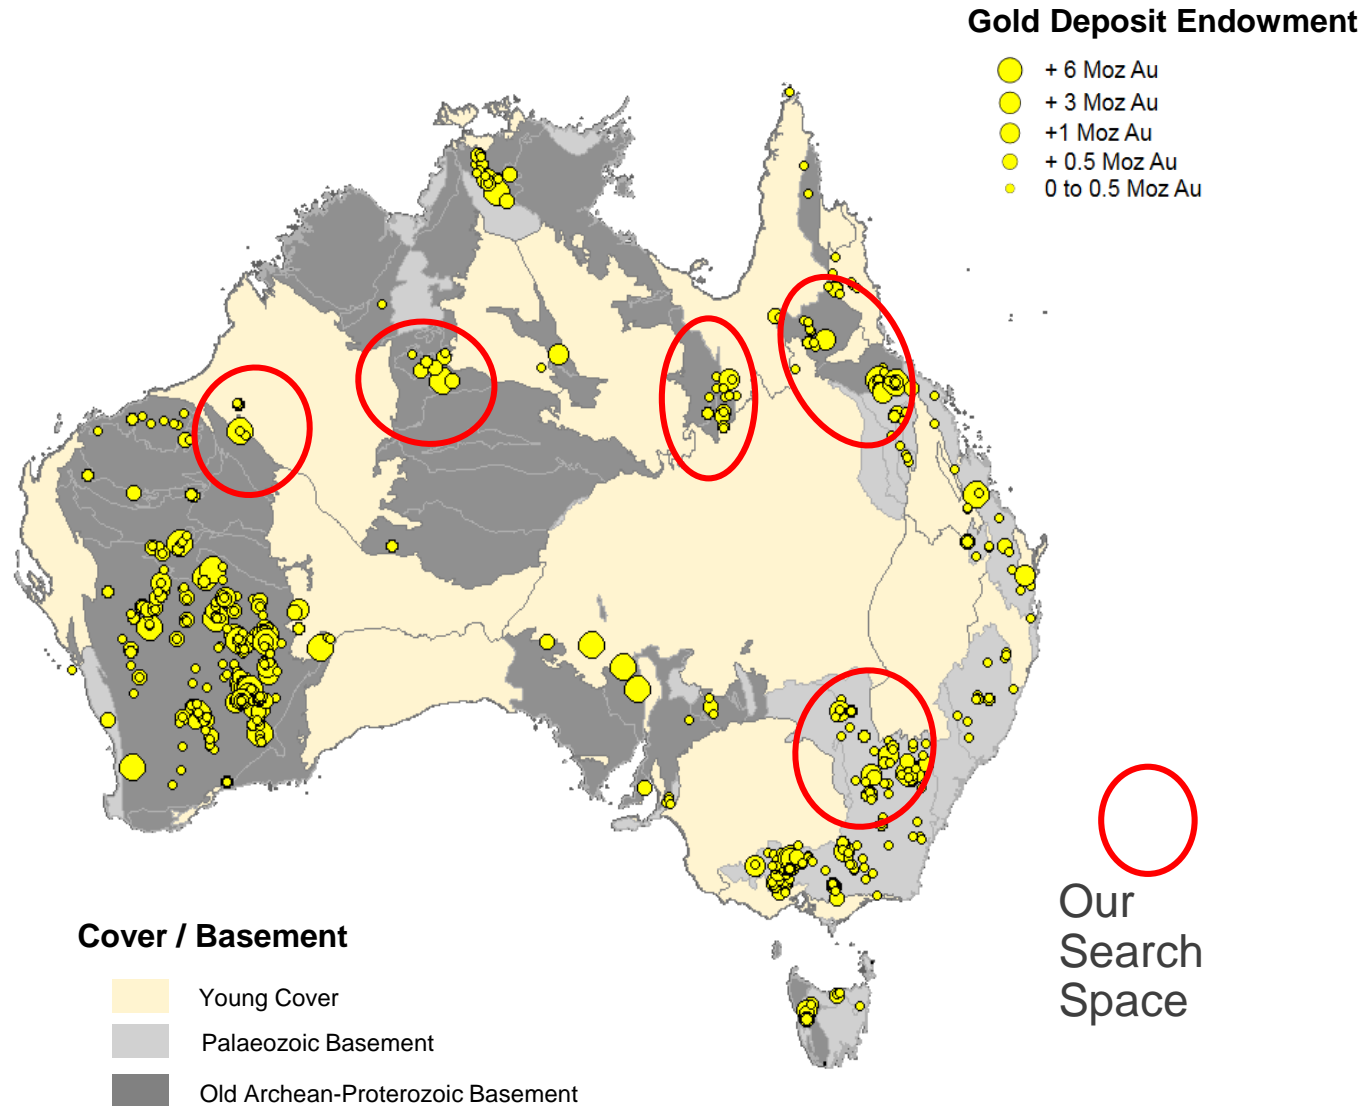 Gold Deposit Endowment
+ 6 Moz Au
+ 3 Moz Au
+1 Moz Au
+ 0.5 Moz Au
0 to 0.5 Moz Au
Our
Search
Space
Cover / Basement
Young Cover
Palaeozoic Basement
Old Archean-Proterozoic Basement